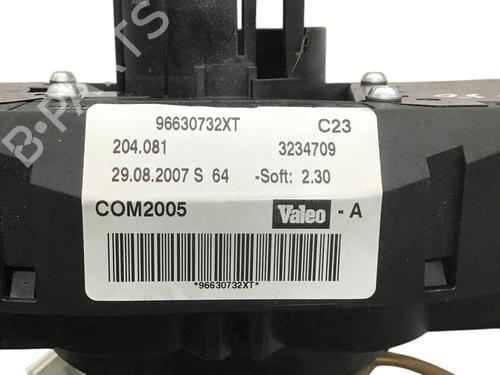 B-PARTS
96630732XT C23
204.081 3234709
29.08.2007 S 64 -Soft: 2.30
COM2005 Valeo - A
*96630732XT*